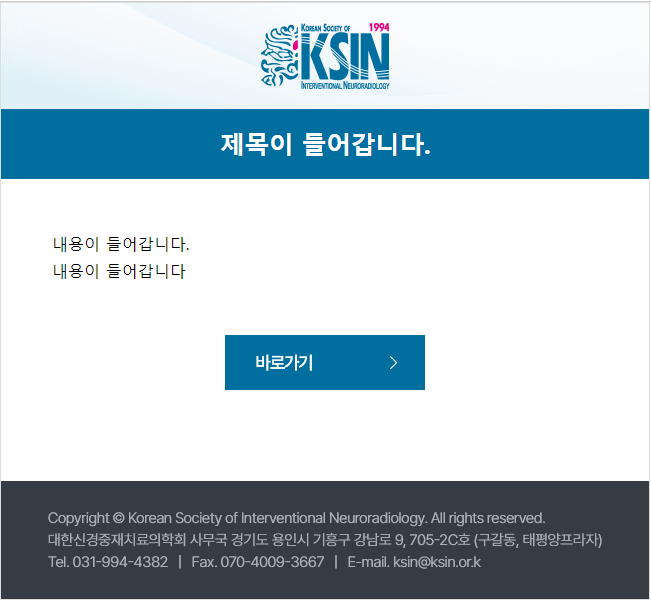 KOREAN SOCIETY OF 1994
KSIN
INTERVENTIONAL NEURORADIOLOGY
제목이 들어갑니다.
내용이 들어갑니다.
내용이 들어갑니다
바로가기
Copyright © Korean Society of Interventional Neuroradiology. All rights reserved.
대한신경중재치료의학회 사무국 경기도 용인시 기흥구 강남로 9, 705-2C호 (구갈동, 태평양프라자)
Tel. 031-994-4382 | Fax. 070-4009-3667 | E-mail. ksin@ksin.or.k